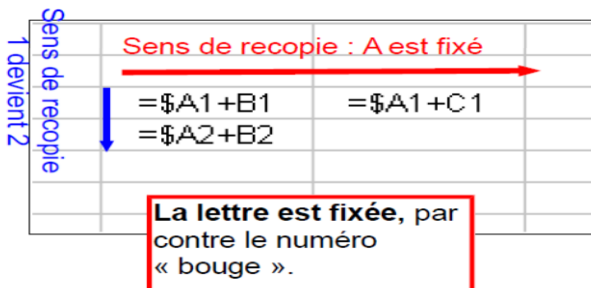 Sens de recopie
1 devient 2
Sens de recopie : A est fixé
=$A1+B1 =$A1+C1
=$A2+B2
La lettre est fixée, par
contre le numéro
« bouge ».